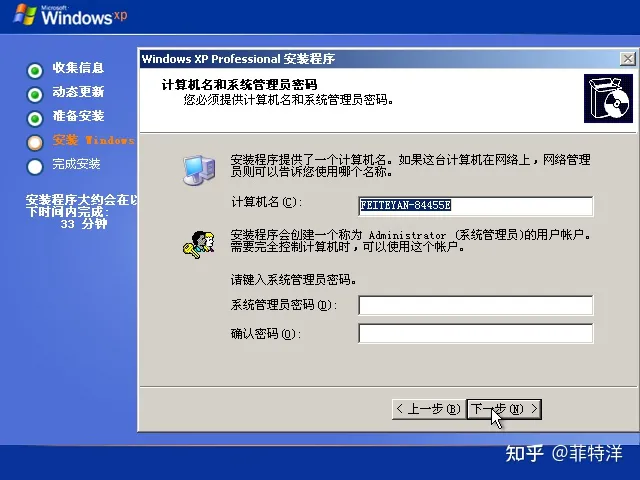 Microsoft
Windows xp
收集信息
动态更新
准备安装
安装 Windows
完成安装
安装程序大约会在以
下时间内完成:
33 分钟
Windows XP Professional 安装程序
计算机名和系统管理员密码
您必须提供计算机名和系统管理员密码。
安装程序提供了一个计算机名。如果这台计算机在网络上，网络管理
员则可以告诉您使用哪个名称。
计算机名(C):
FEITEYAN-84455E
安装程序会创建一个称为 Administrator (系统管理员)的用户帐户。
需要完全控制计算机时，可以使用这个帐户。
请键入系统管理员密码。
系统管理员密码(D):
确认密码(O):
< 上一步(B)
下一步(N) >
知乎 @菲特洋